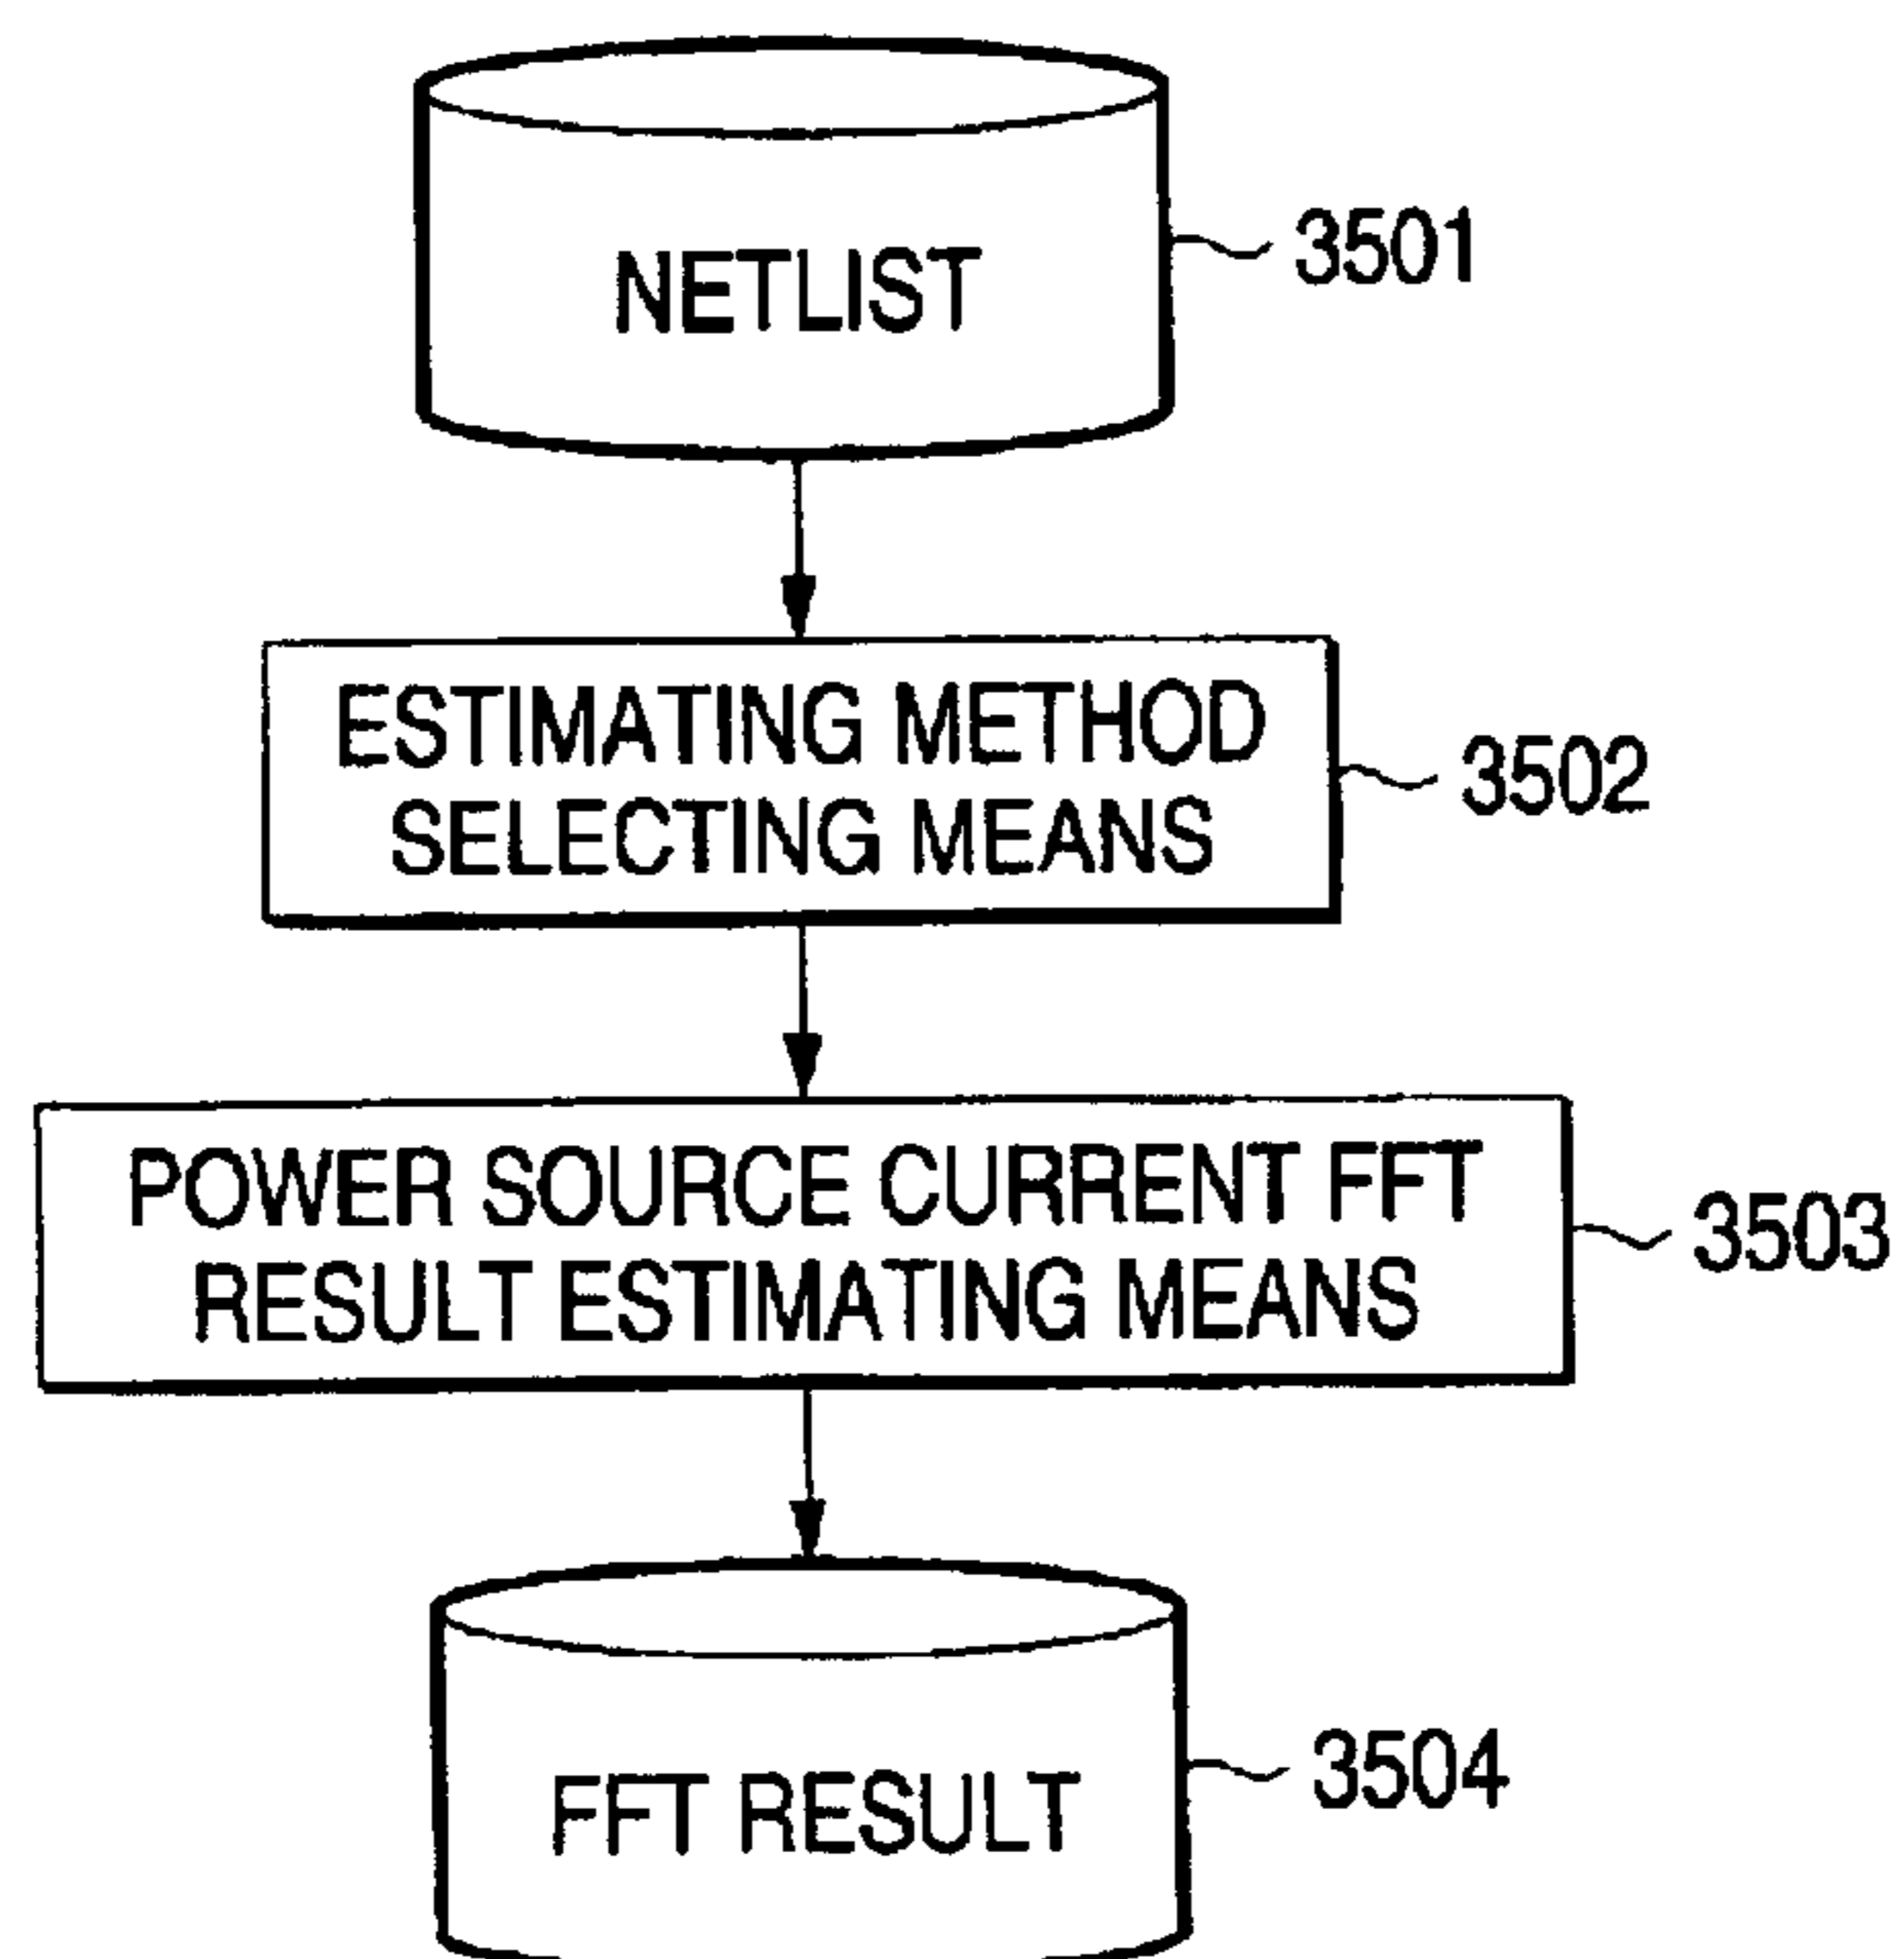 NETLIST
3501
ESTIMATING METHOD
SELECTING MEANS
3502
POWER SOURCE CURRENT FFT
RESULT ESTIMATING MEANS
3503
FFT RESULT
3504